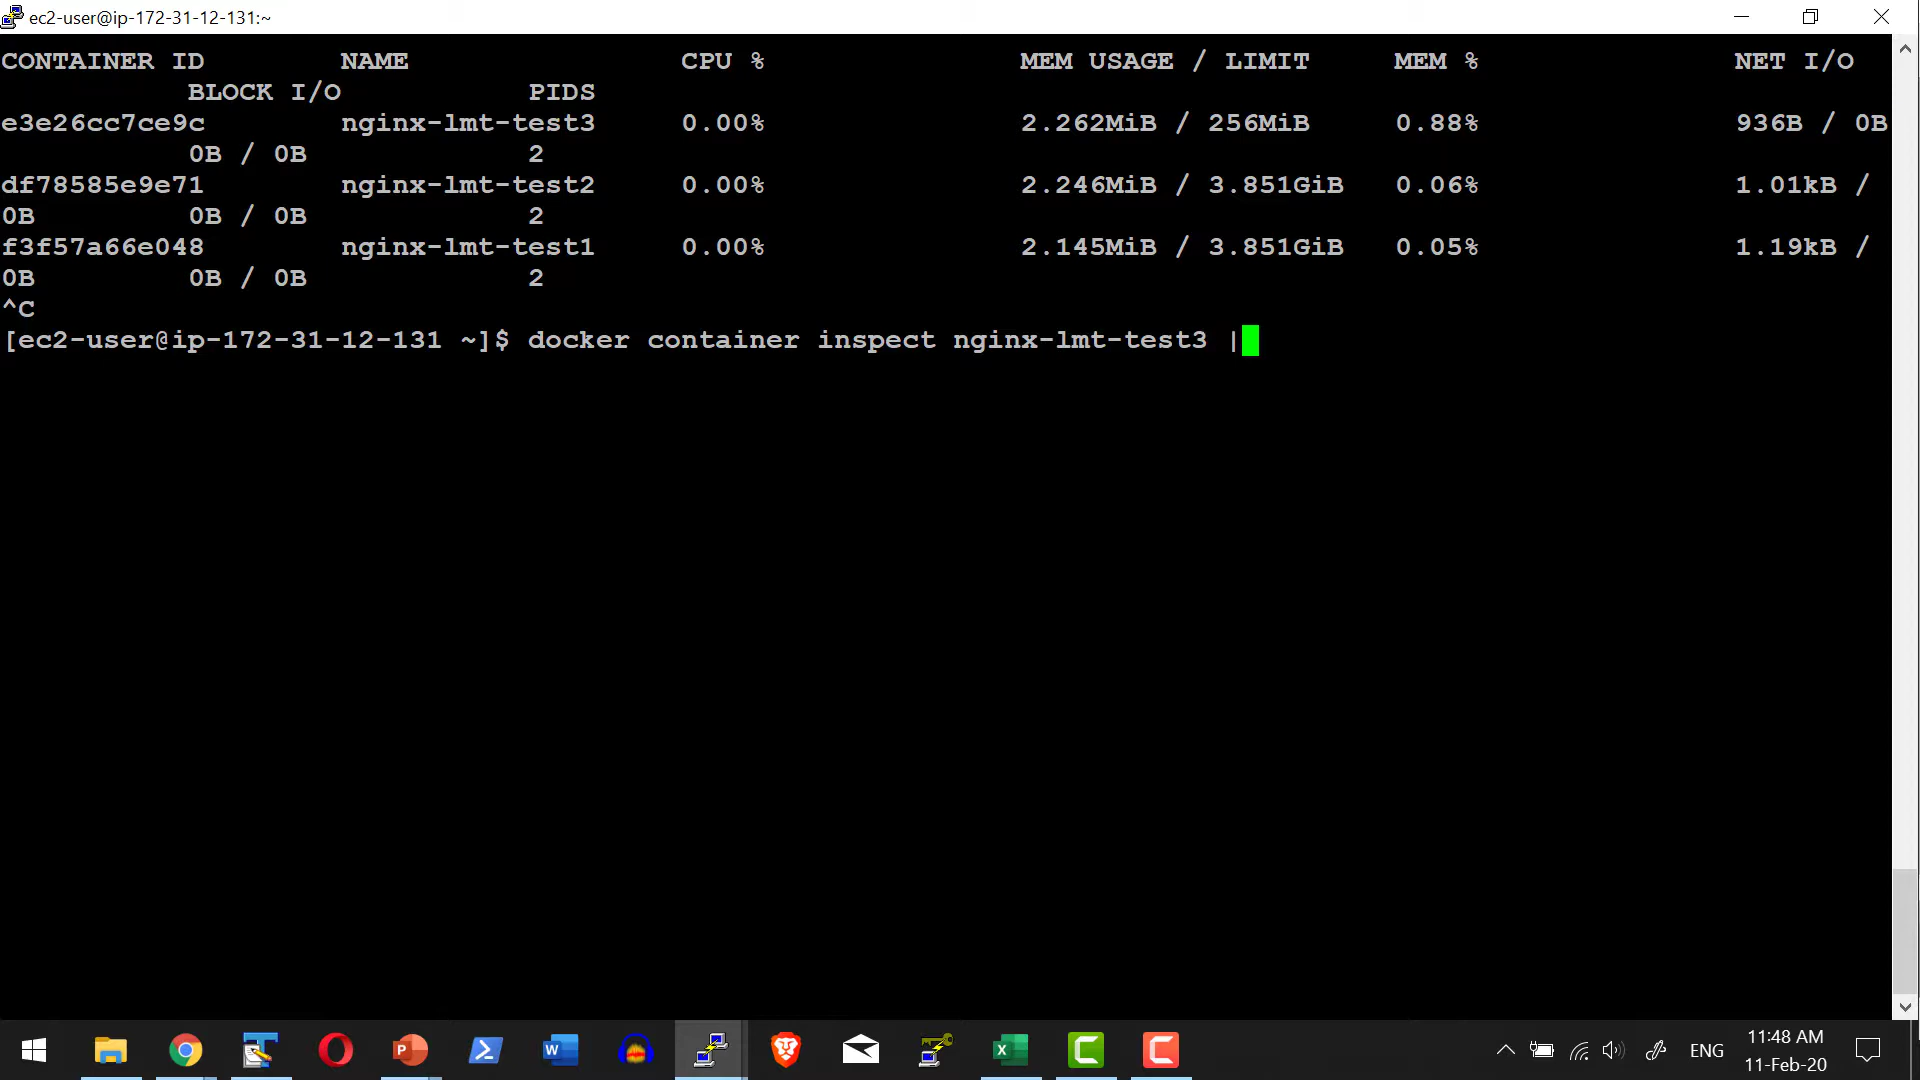 ec2-user@ip-172-31-12-131:~
CONTAINER ID NAME CPU % MEM USAGE / LIMIT MEM % NET I/O
BLOCK I/O PIDS
e3e26cc7ce9c nginx-lmt-test3 0.00% 2.262MiB / 256MiB 0.88% 936B / 0B
0B / 0B 2
df78585e9e71 nginx-lmt-test2 0.00% 2.246MiB / 3.851GiB 0.06% 1.01kB /
0B 0B / 0B 2
f3f57a66e048 nginx-lmt-test1 0.00% 2.145MiB / 3.851GiB 0.05% 1.19kB /
0B 0B / 0B 2
^C
[ec2-user@ip-172-31-12-131 ~]$ docker container inspect nginx-lmt-test3 |
ENG
11:48 AM
11-Feb-20